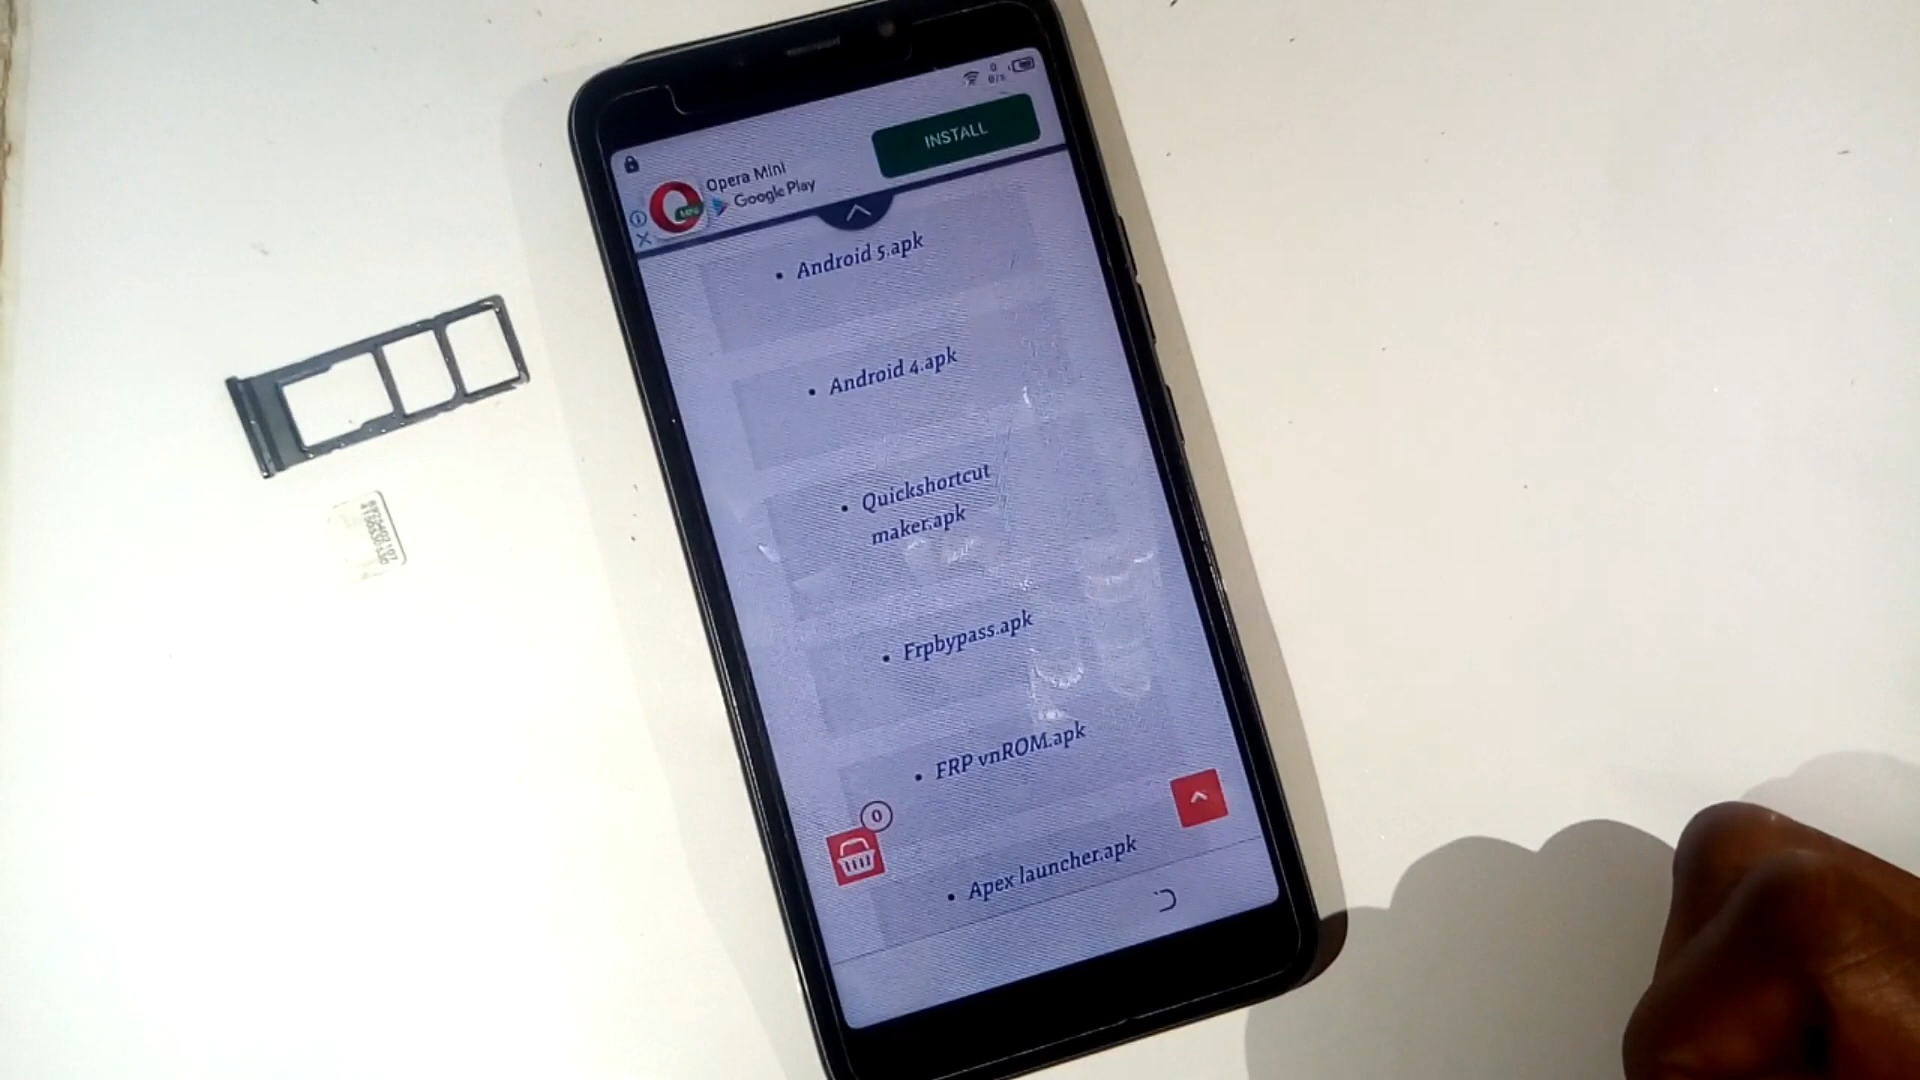 0
B/s
INSTALL
Opera Mini
Google Play
Android 5.apk
Android 4.apk
Quickshortcut
maker.apk
Frpbypass.apk
FRP vnROM.apk
0
Apex launcher.apk